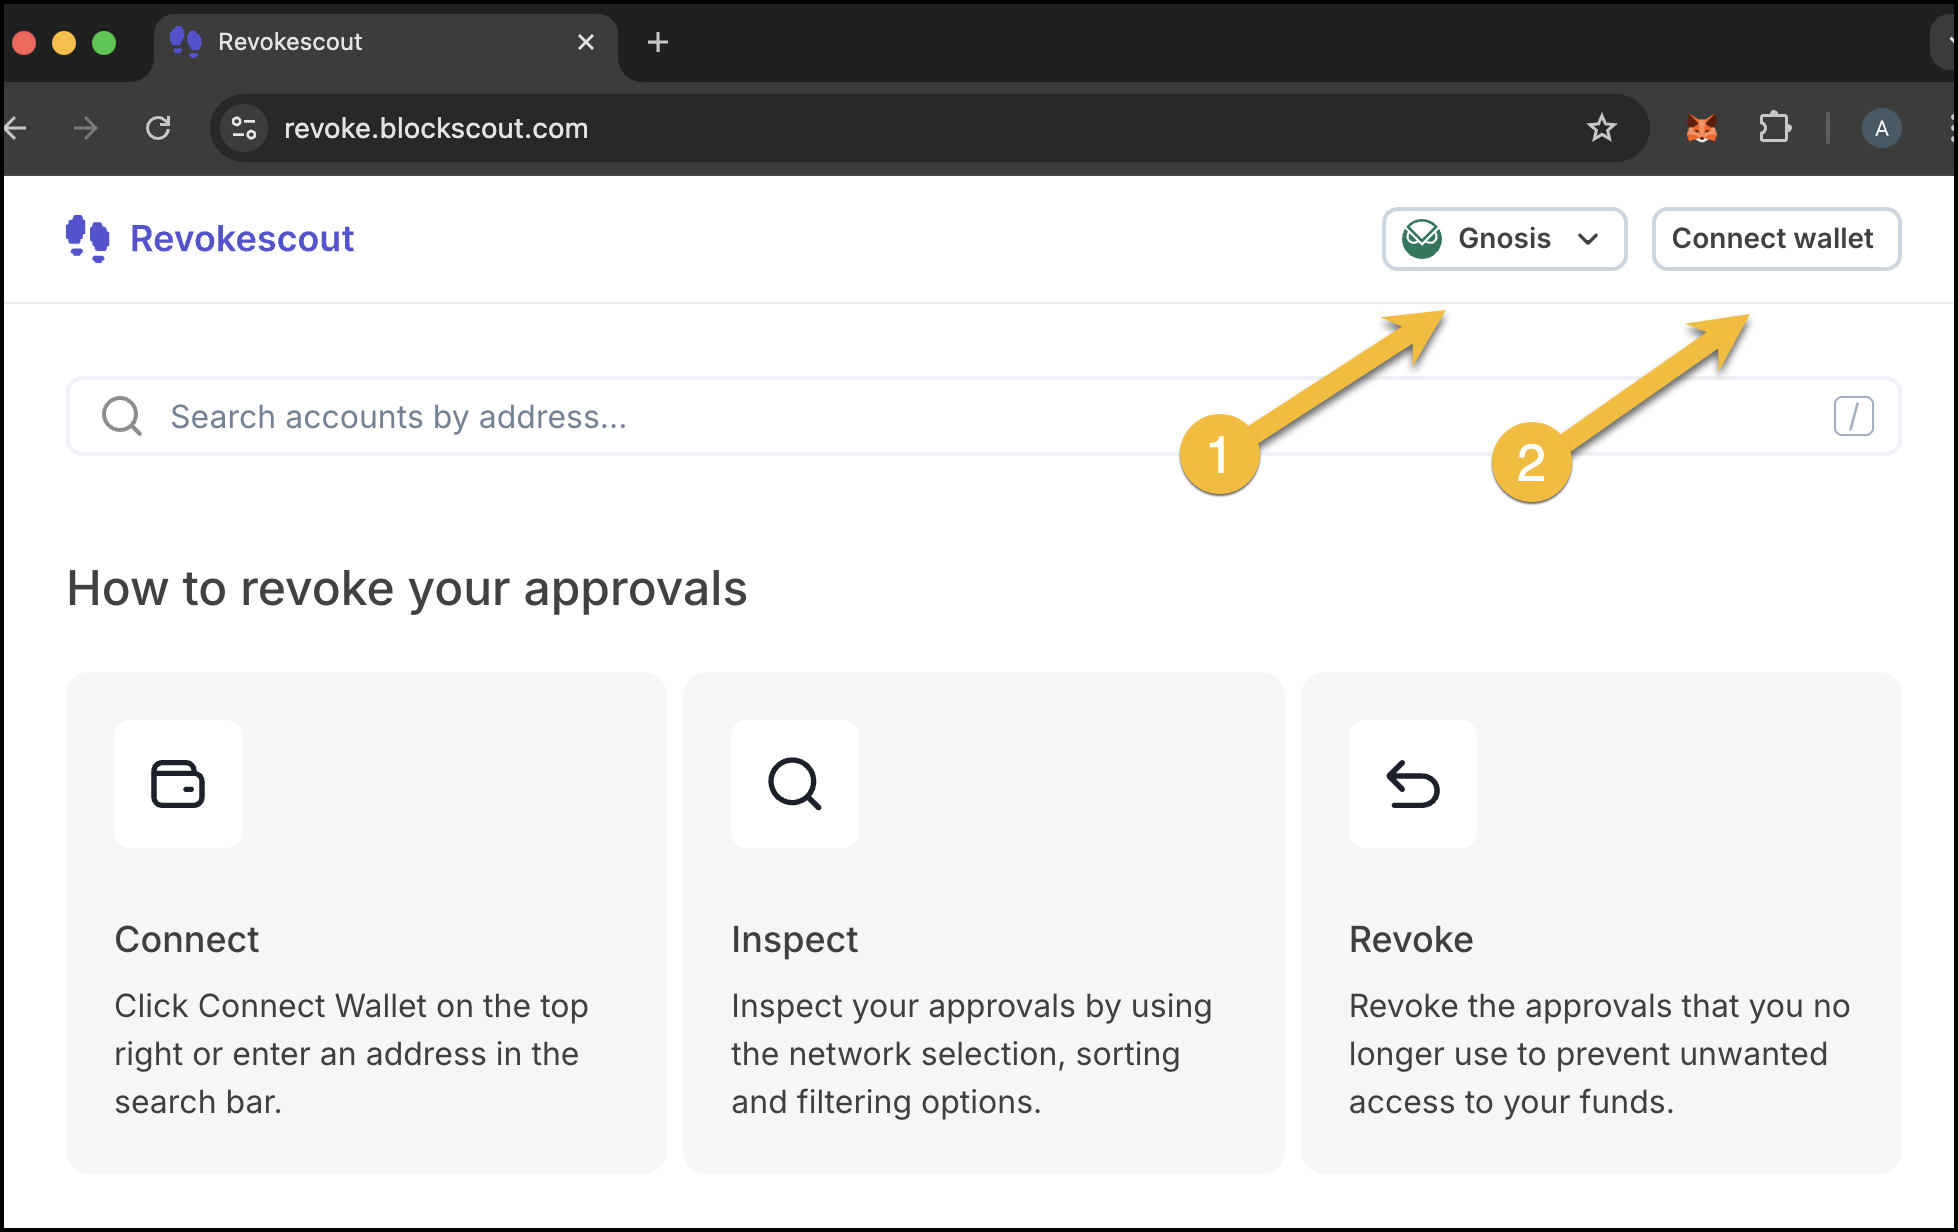 Revokescout
revoke.blockscout.com
A
Revokescout
Gnosis
Connect wallet
Search accounts by address...
/
1
2
How to revoke your approvals
Connect
Click Connect Wallet on the top
right or enter an address in the
search bar.
Inspect
Inspect your approvals by using
the network selection, sorting
and filtering options.
Revoke
Revoke the approvals that you no
longer use to prevent unwanted
access to your funds.